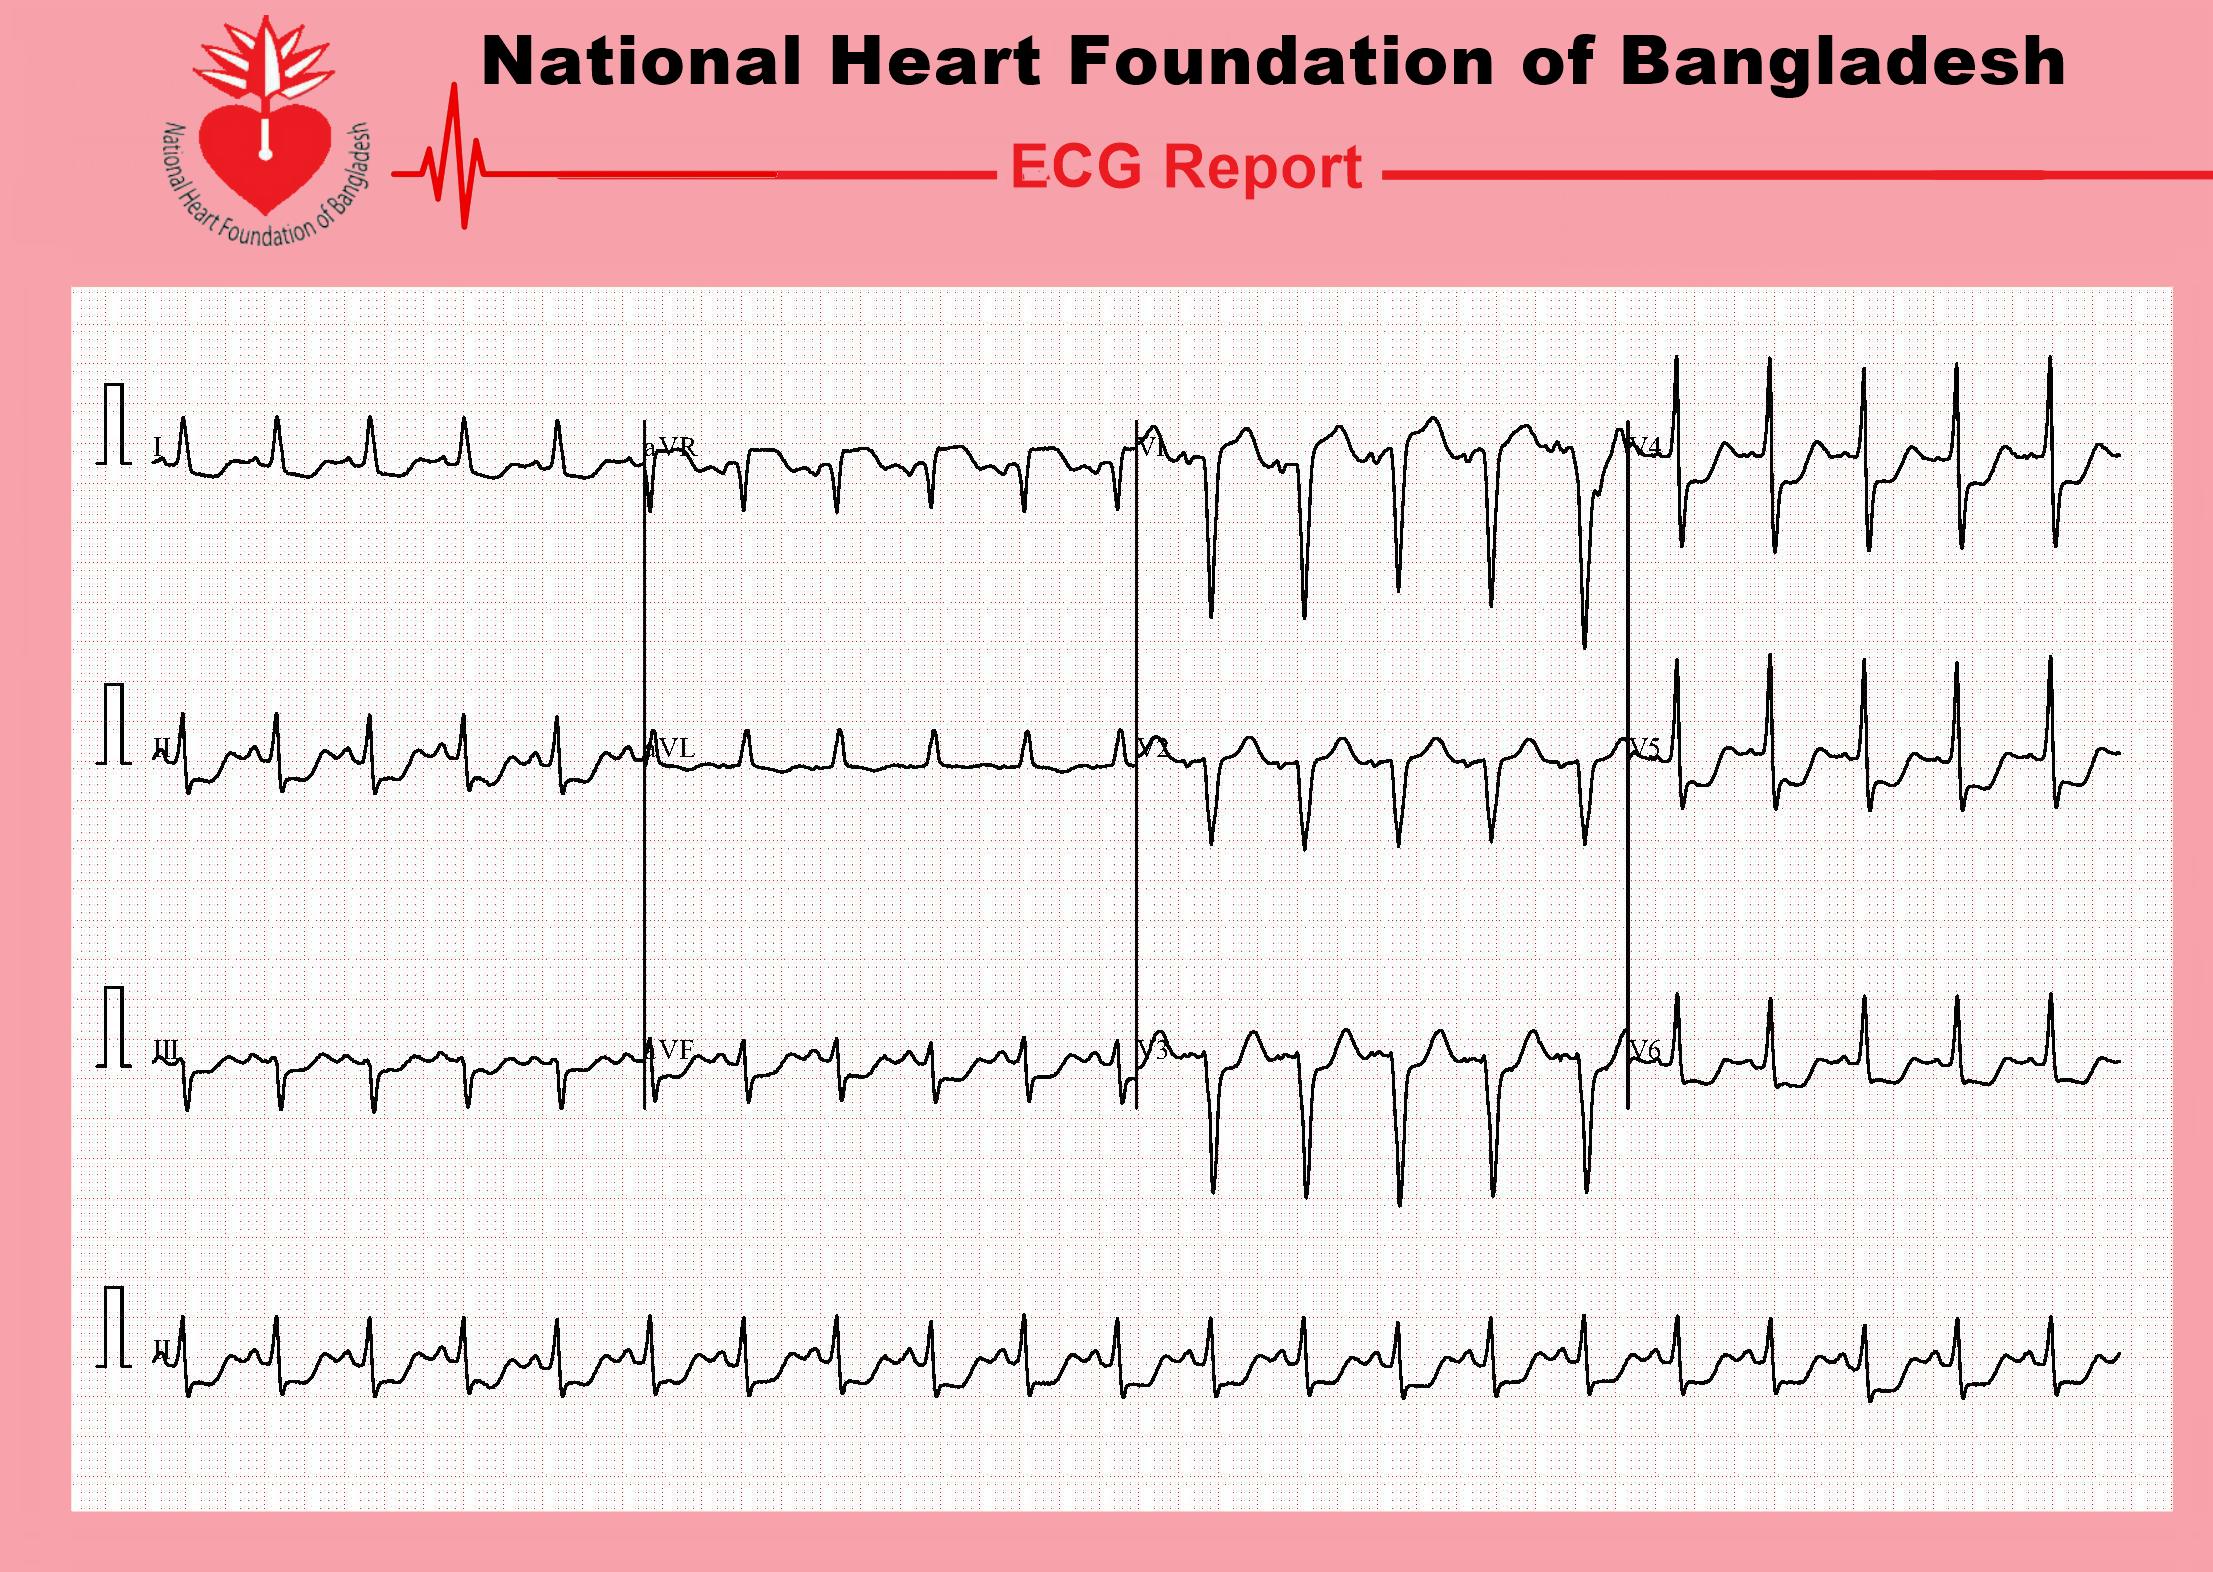 National Heart Foundation of Bangladesh
National Heart Foundation of Bangladesh
ECG Report
I
aVR
V1
V4
II
aVL
V2
V5
III
aVF
V3
V6
II